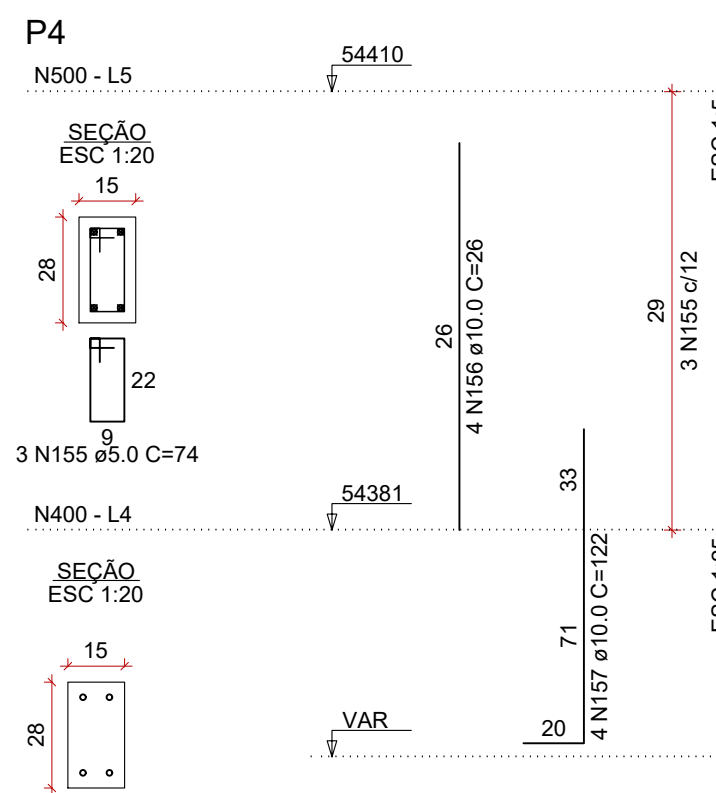 P4
54410
N500 - L5
SEÇÃO
ESC 1:20
15
28
22
9
3 N155 ø5.0 C=74
26
4 N156 ø10.0 C=26
29
3 N155 c/12
33
54381
N400 - L4
SEÇÃO
ESC 1:20
15
28
71
4 N157 ø10.0 C=122
20
VAR